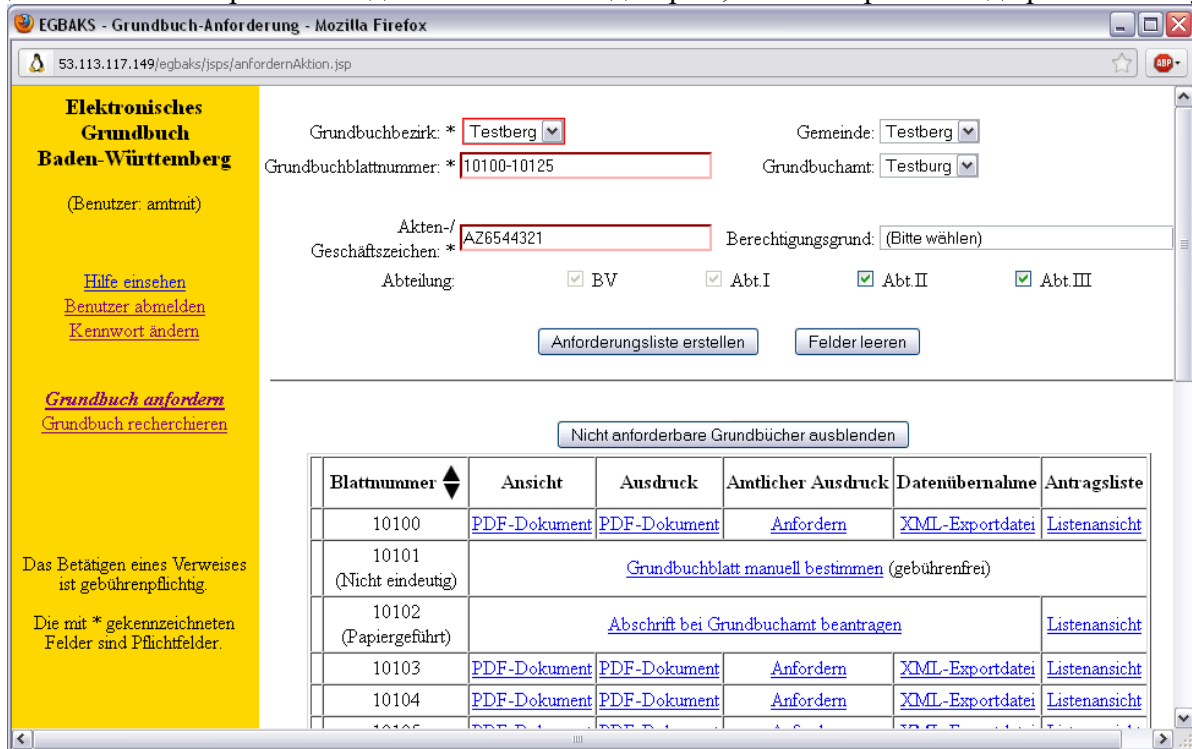 EGBAKS - Grundbuch-Anforderung - Mozilla Firefox
53.113.117.149/egbaks/jsps/anfordernAktion.jsp
ABP
Elektronisches
Grundbuch
Baden-Württemberg
(Benutzer: amtmit)
Hilfe einsehen
Benutzer abmelden
Kennwort ändern
Grundbuch anfordern
Grundbuch recherchieren
Das Betätigen eines Verweises
ist gebührenpflichtig.
Die mit * gekennzeichneten
Felder sind Pflichtfelder.
Grundbuchbezirk: * Testberg Gemeinde: Testberg
Grundbuchblattnummer: * 10100-10125 Grundbuchamt: Testburg
Akten-/
Geschäftszeichen: * AZ6544321 Berechtigungsgrund: (Bitte wählen)
Abteilung: BV Abt.I Abt.II Abt.III
Anforderungsliste erstellen Felder leeren
Nicht anforderbare Grundbücher ausblenden
Blattnummer Ansicht Ausdruck Amtlicher Ausdruck Datenübernahme Antragsliste
10100 PDF-Dokument PDF-Dokument Anfordern XML-Exportdatei Listenansicht
10101
(Nicht eindeutig) Grundbuchblatt manuell bestimmen (gebührenfrei)
10102
(Papiergeführt) Abschrift bei Grundbuchamt beantragen Listenansicht
10103 PDF-Dokument PDF-Dokument Anfordern XML-Exportdatei Listenansicht
10104 PDF-Dokument PDF-Dokument Anfordern XML-Exportdatei Listenansicht